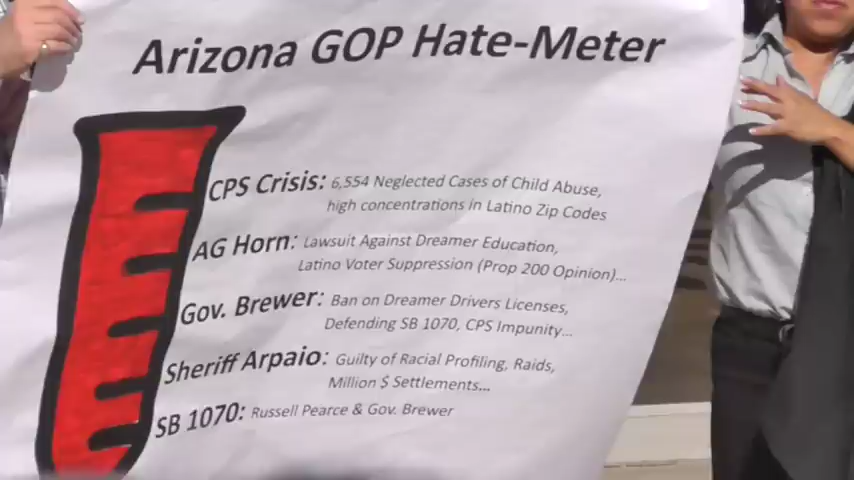 Arizona GOP Hate-Meter
CPS Crisis: 6,554 Neglected Cases of Child Abuse,
high concentrations in Latino Zip Codes
AG Horn: Lawsuit Against Dreamer Education,
Latino Voter Suppression (Prop 200 Opinion)...
Gov. Brewer: Ban on Dreamer Drivers Licenses,
Defending SB 1070, CPS Impunity...
Sheriff Arpaio: Guilty of Racial Profiling, Raids,
Million $ Settlements...
SB 1070: Russell Pearce & Gov. Brewer